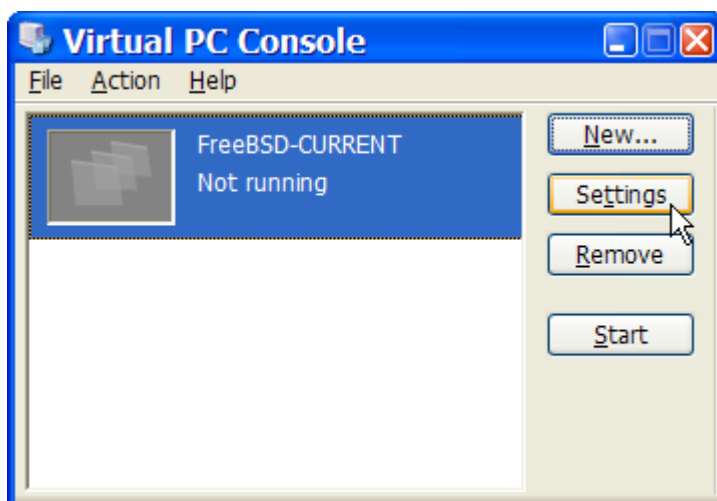 Virtual PC Console
File Action Help
FreeBSD-CURRENT
Not running
New...
Settings
Remove
Start